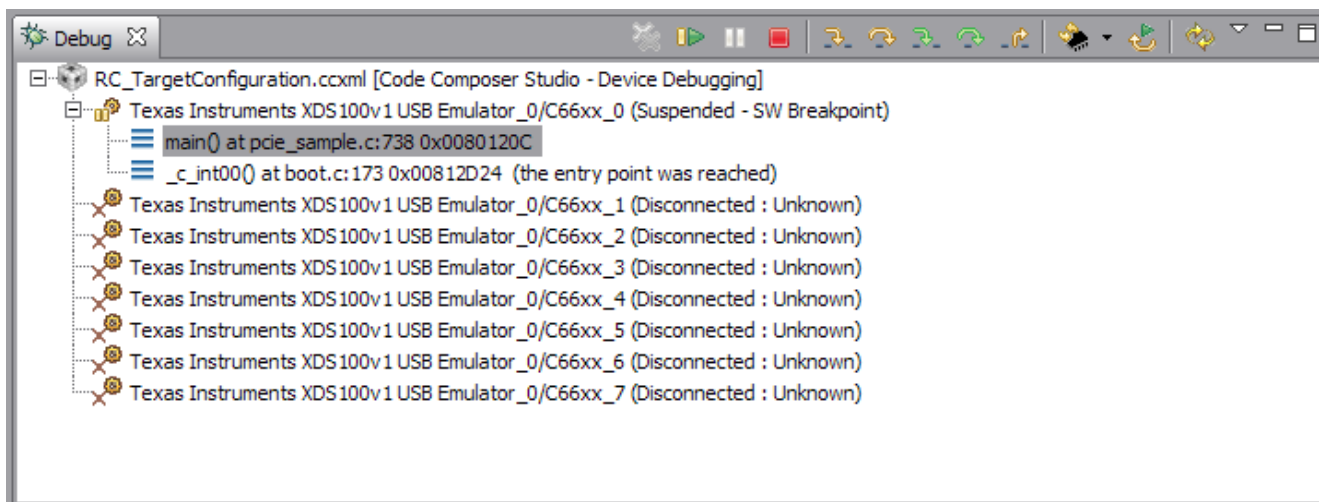 Debug
RC_TargetConfiguration.ccxml [Code Composer Studio - Device Debugging]
Texas Instruments XDS100v1 USB Emulator_0/C66xx_0 (Suspended - SW Breakpoint)
main() at pcie_sample.c:738 0x0080120C
_c_int00() at boot.c:173 0x00812D24 (the entry point was reached)
Texas Instruments XDS100v1 USB Emulator_0/C66xx_1 (Disconnected : Unknown)
Texas Instruments XDS100v1 USB Emulator_0/C66xx_2 (Disconnected : Unknown)
Texas Instruments XDS100v1 USB Emulator_0/C66xx_3 (Disconnected : Unknown)
Texas Instruments XDS100v1 USB Emulator_0/C66xx_4 (Disconnected : Unknown)
Texas Instruments XDS100v1 USB Emulator_0/C66xx_5 (Disconnected : Unknown)
Texas Instruments XDS100v1 USB Emulator_0/C66xx_6 (Disconnected : Unknown)
Texas Instruments XDS100v1 USB Emulator_0/C66xx_7 (Disconnected : Unknown)